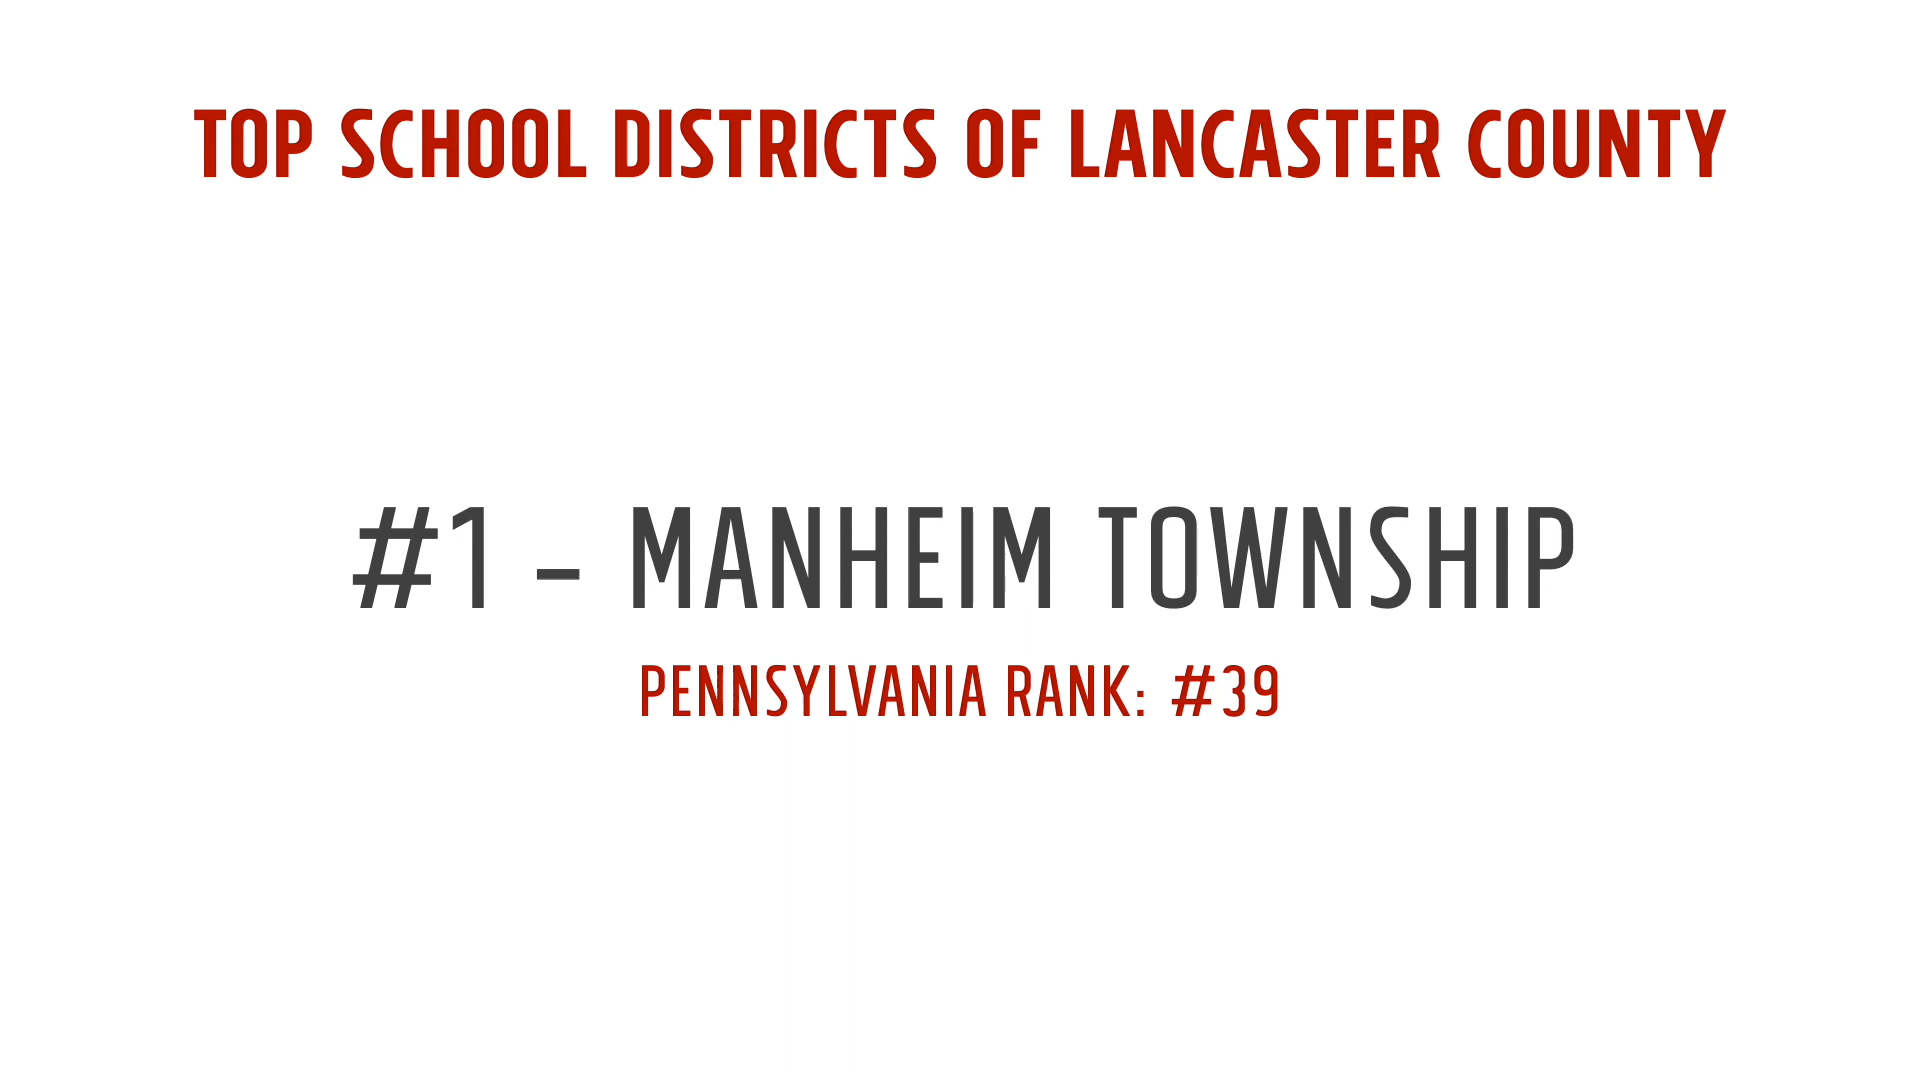 TOP SCHOOL DISTRICTS OF LANCASTER COUNTY
#1 - MANHEIM TOWNSHIP
PENNSYLVANIA RANK: #39